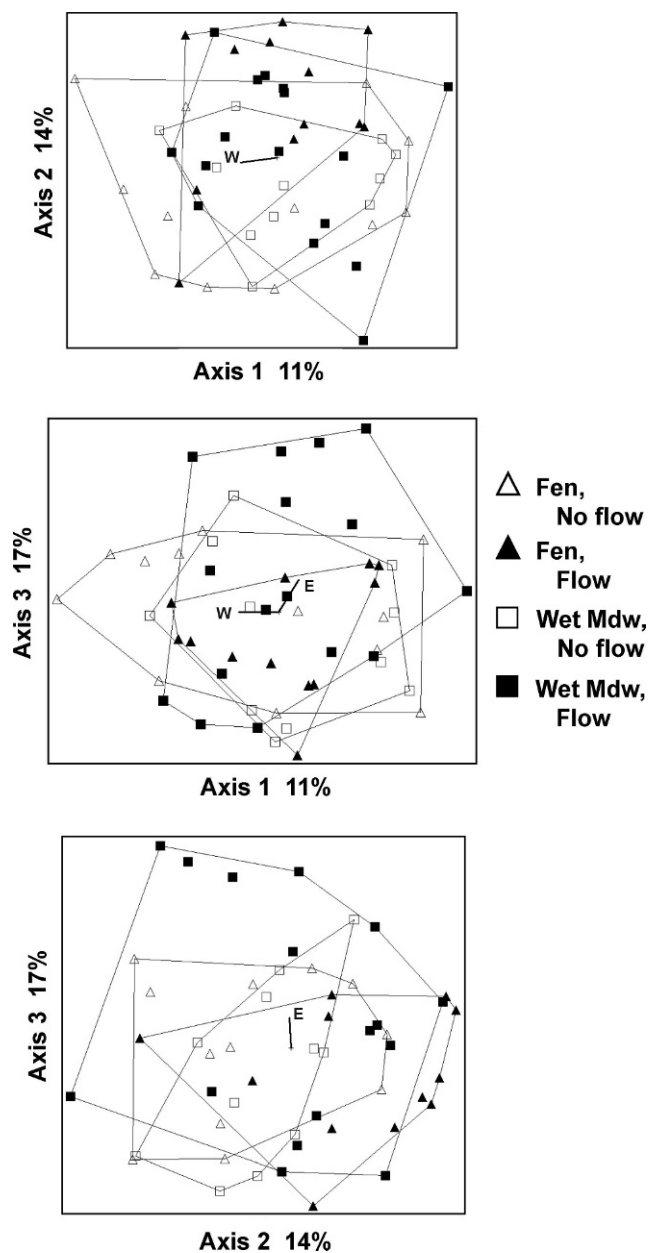 Axis 2 14%
W
Axis 1 11%
Axis 3 17%
E
W
Axis 1 11%
Fen,
No flow
Fen,
Flow
Wet Mdw,
No flow
Wet Mdw,
Flow
Axis 3 17%
E
Axis 2 14%